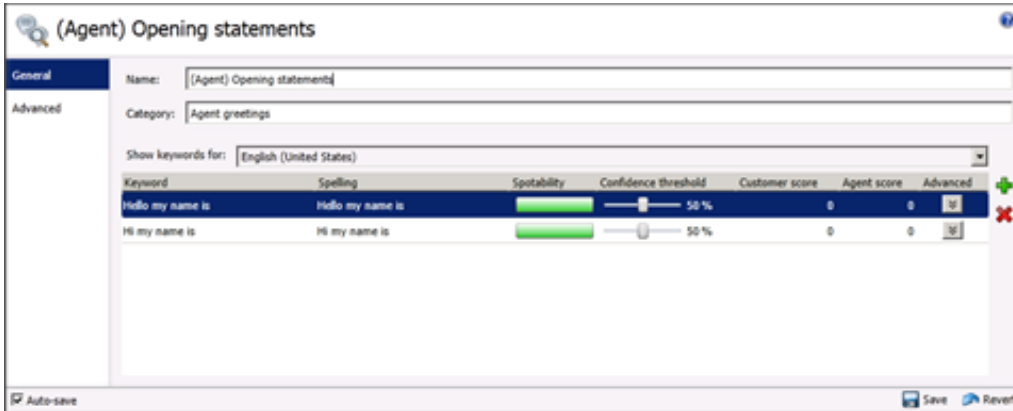 (Agent) Opening statements
General
Advanced
Name: (Agent) Opening statements
Category: Agent greetings
Show keywords for: English (United States)
Keyword Spelling Spotability Confidence threshold Customer score Agent score Advanced
Hello my name is Hello my name is 50 % 0 0
Hi my name is Hi my name is 50 % 0 0
Auto-save Save Revert